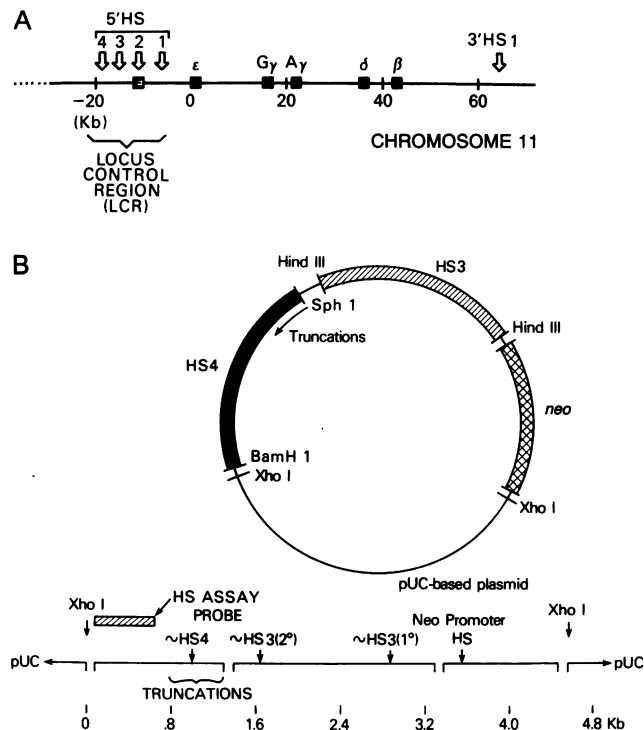 A
5'HS
4 3 2 1
ε Gγ Aγ δ β 3'HS1
−20 0 20 40 60
(Kb)
CHROMOSOME 11
LOCUS
CONTROL
REGION
(LCR)
B
Hind III
HS3
Sph 1
Hind III
Truncations
HS4
neo
BamH 1
Xho I
Xho I
pUC-based plasmid
Xho I
HS ASSAY
PROBE
Neo Promoter
HS
Xho I
~HS4 ~HS3(2°) ~HS3(1°)
pUC pUC
TRUNCATIONS
0 .8 1.6 2.4 3.2 4.0 4.8 Kb